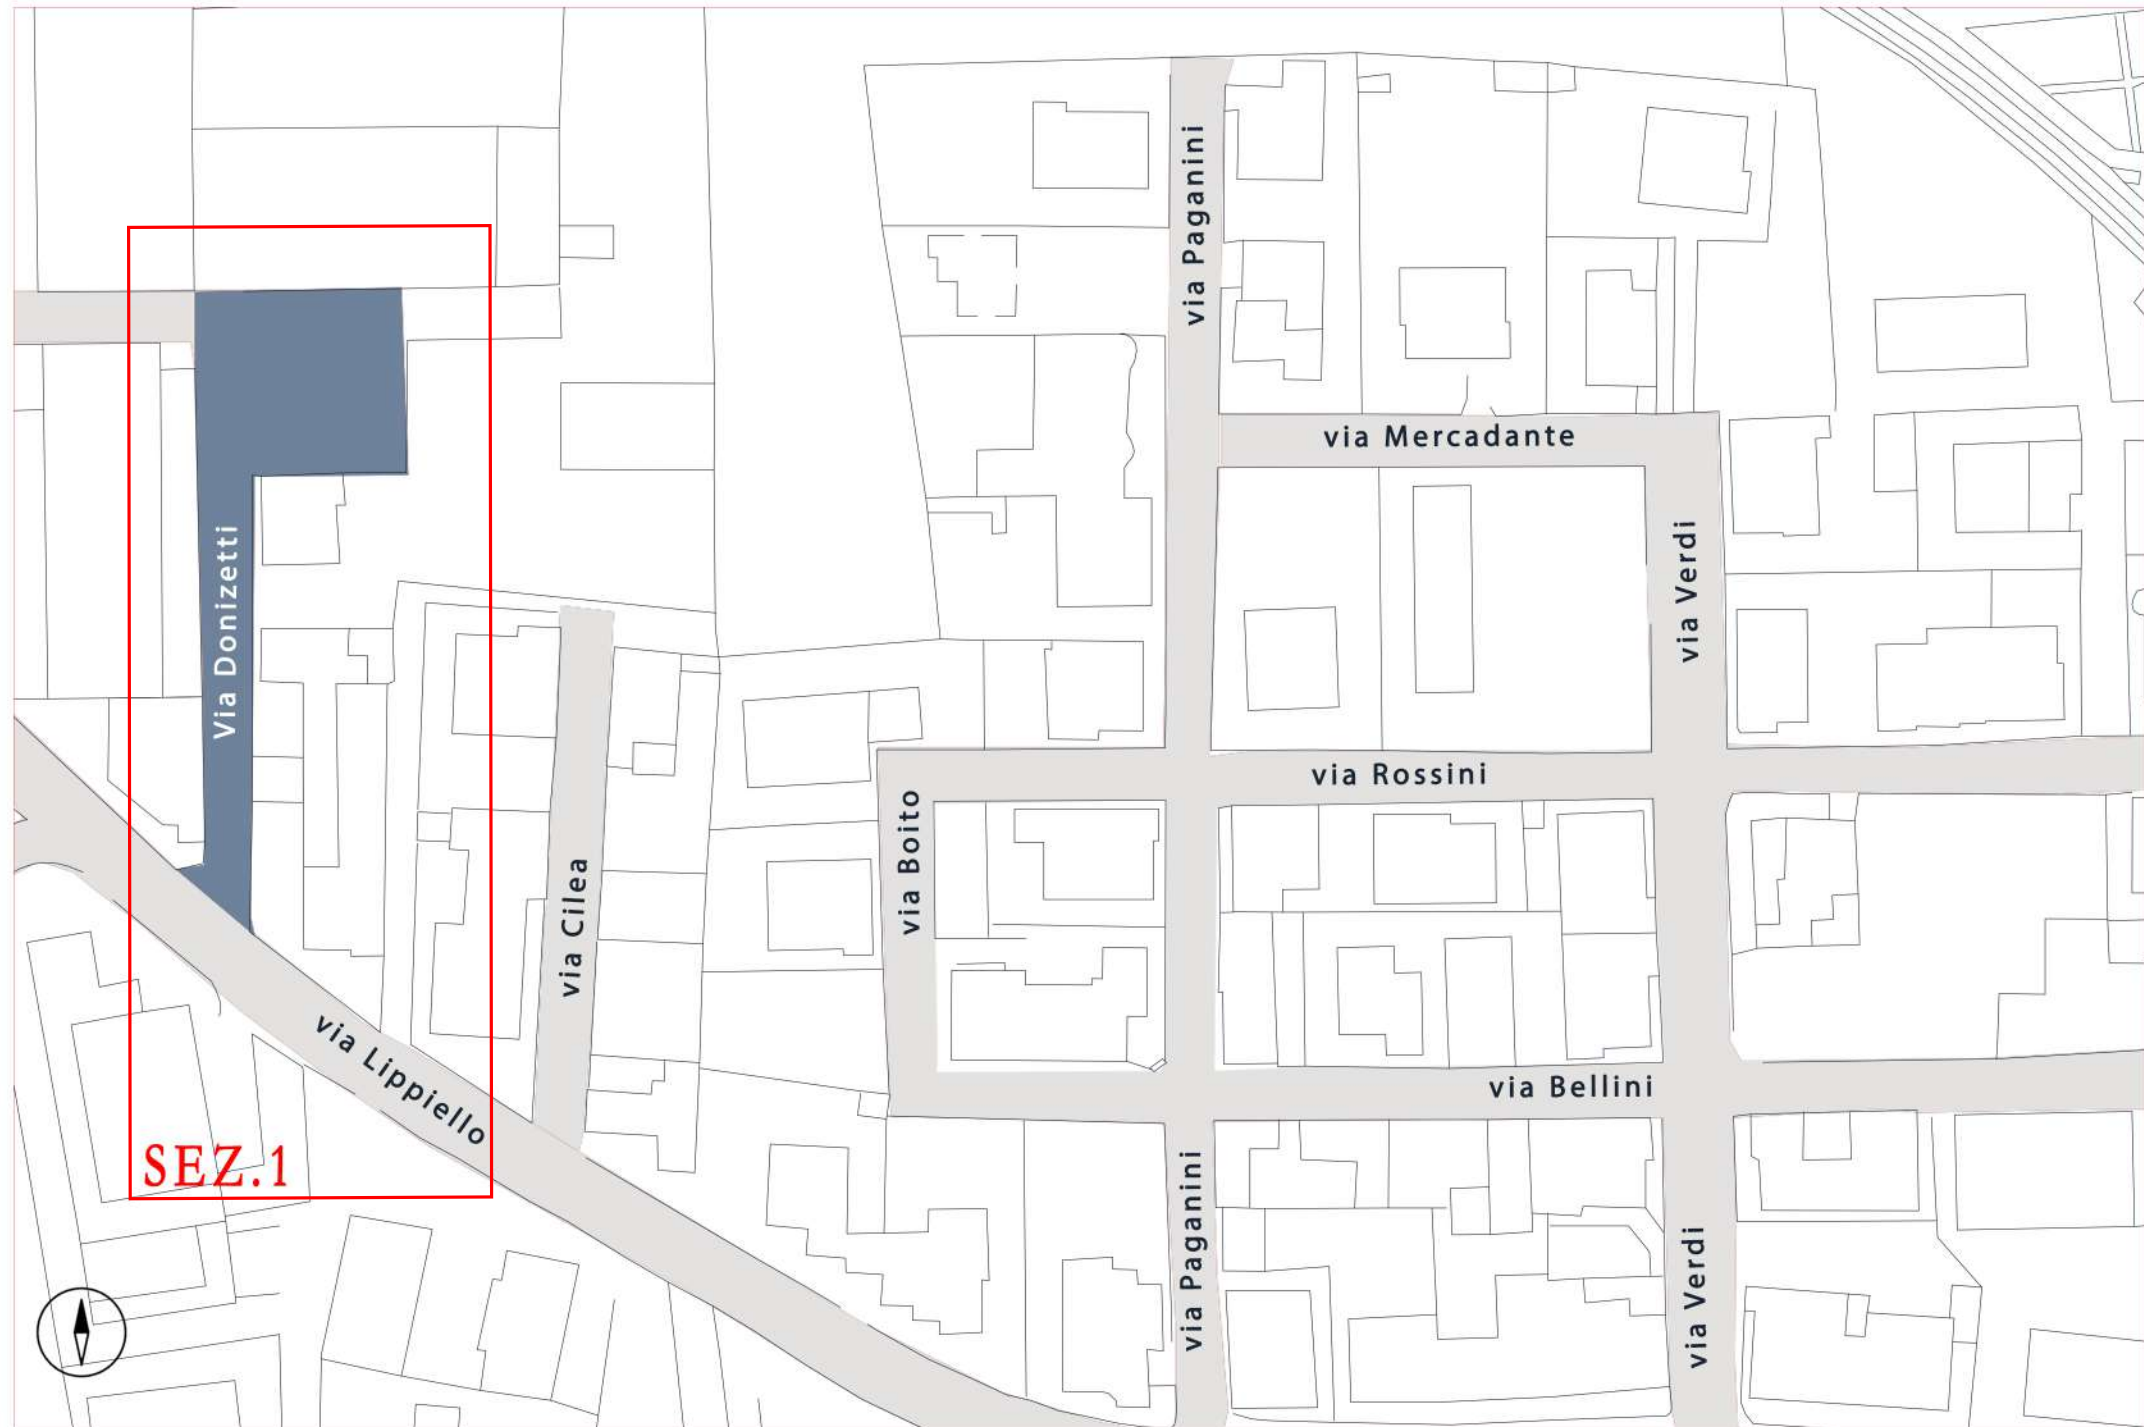 via Paganini
via Mercadante
Via Donizetti
via Verdi
via Rossini
via Boito
via Cilea
via Lippiello
via Bellini
SEZ.1
via Paganini
via Verdi